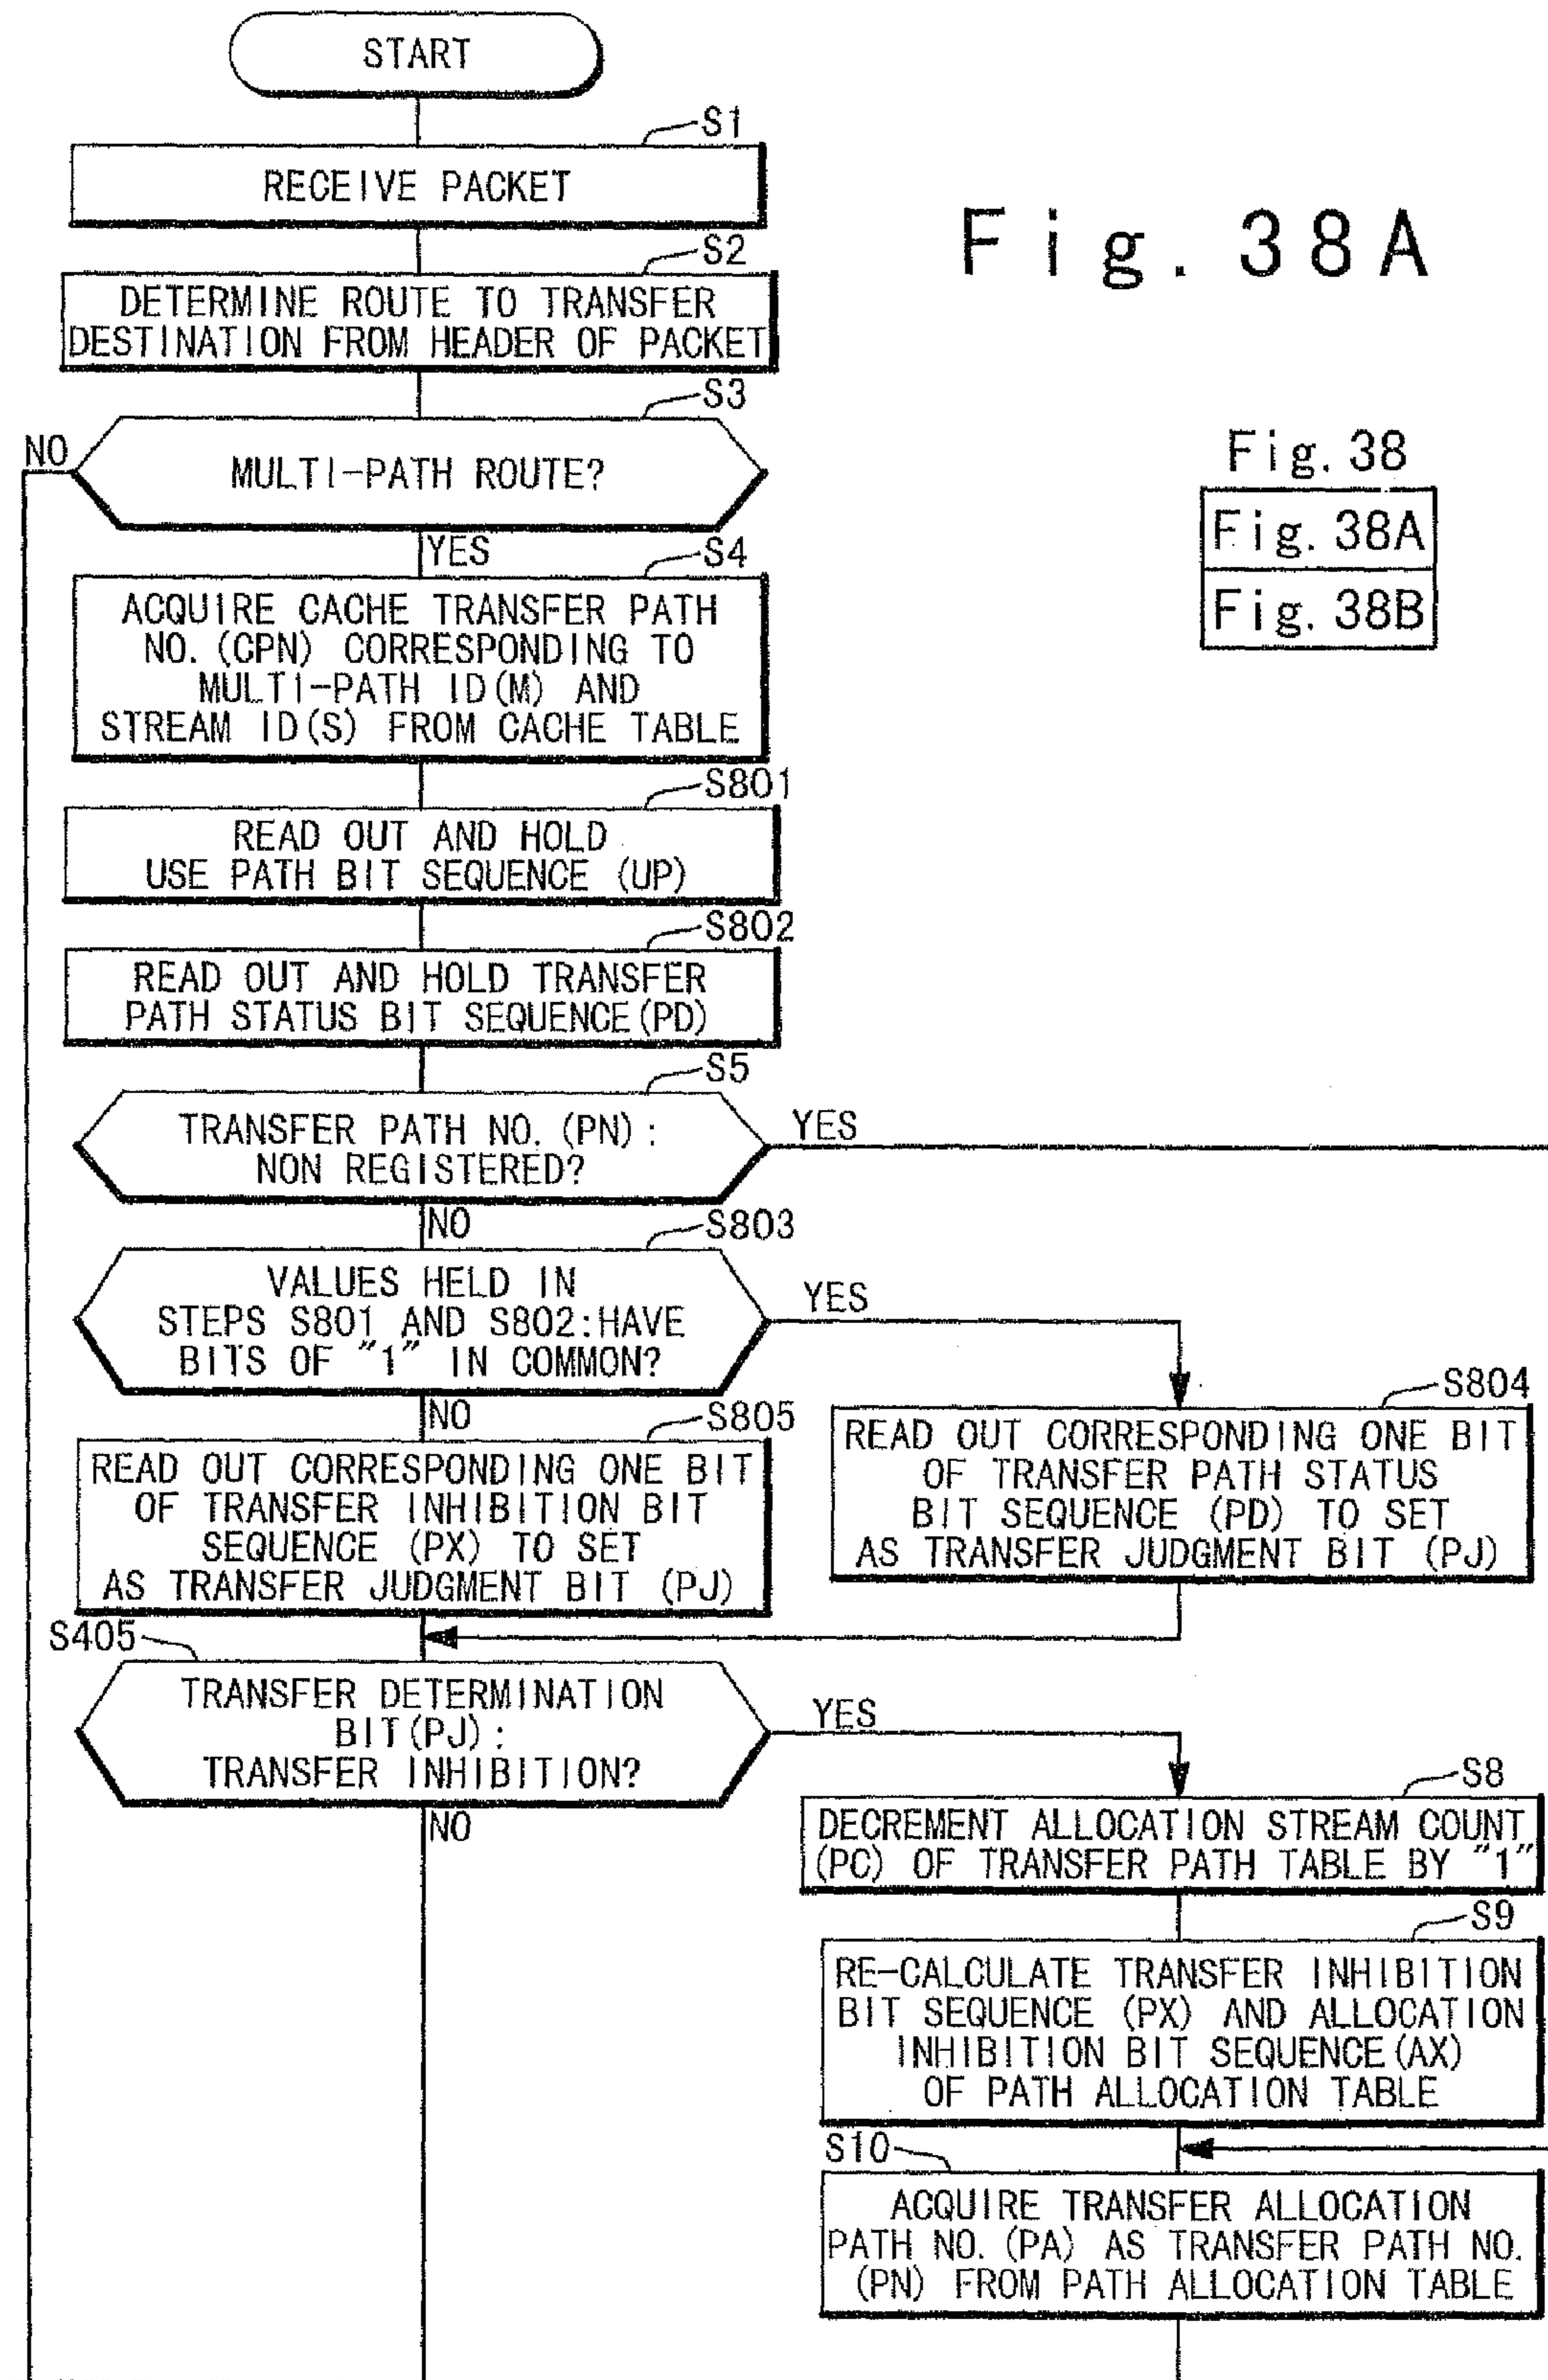 START
S1
RECEIVE PACKET
Fig. 38A
S2
DETERMINE ROUTE TO TRANSFER
DESTINATION FROM HEADER OF PACKET
S3
NO
MULTI-PATH ROUTE?
Fig. 38
Fig. 38A
Fig. 38B
YES
S4
ACQUIRE CACHE TRANSFER PATH
NO. (CPN) CORRESPONDING TO
MULTI-PATH ID(M) AND
STREAM ID(S) FROM CACHE TABLE
S801
READ OUT AND HOLD
USE PATH BIT SEQUENCE (UP)
S802
READ OUT AND HOLD TRANSFER
PATH STATUS BIT SEQUENCE(PD)
S5
TRANSFER PATH NO. (PN):
NON REGISTERED?
YES
NO
S803
VALUES HELD IN
STEPS S801 AND S802:HAVE
BITS OF "1" IN COMMON?
YES
NO
S805
READ OUT CORRESPONDING ONE BIT
OF TRANSFER INHIBITION BIT
SEQUENCE (PX) TO SET
AS TRANSFER JUDGMENT BIT (PJ)
S804
READ OUT CORRESPONDING ONE BIT
OF TRANSFER PATH STATUS
BIT SEQUENCE (PD) TO SET
AS TRANSFER JUDGMENT BIT (PJ)
S405
TRANSFER DETERMINATION
BIT(PJ):
TRANSFER INHIBITION?
YES
NO
S8
DECREMENT ALLOCATION STREAM COUNT
(PC) OF TRANSFER PATH TABLE BY "1"
S9
RE-CALCULATE TRANSFER INHIBITION
BIT SEQUENCE (PX) AND ALLOCATION
INHIBITION BIT SEQUENCE(AX)
OF PATH ALLOCATION TABLE
S10
ACQUIRE TRANSFER ALLOCATION
PATH NO. (PA) AS TRANSFER PATH NO.
(PN) FROM PATH ALLOCATION TABLE